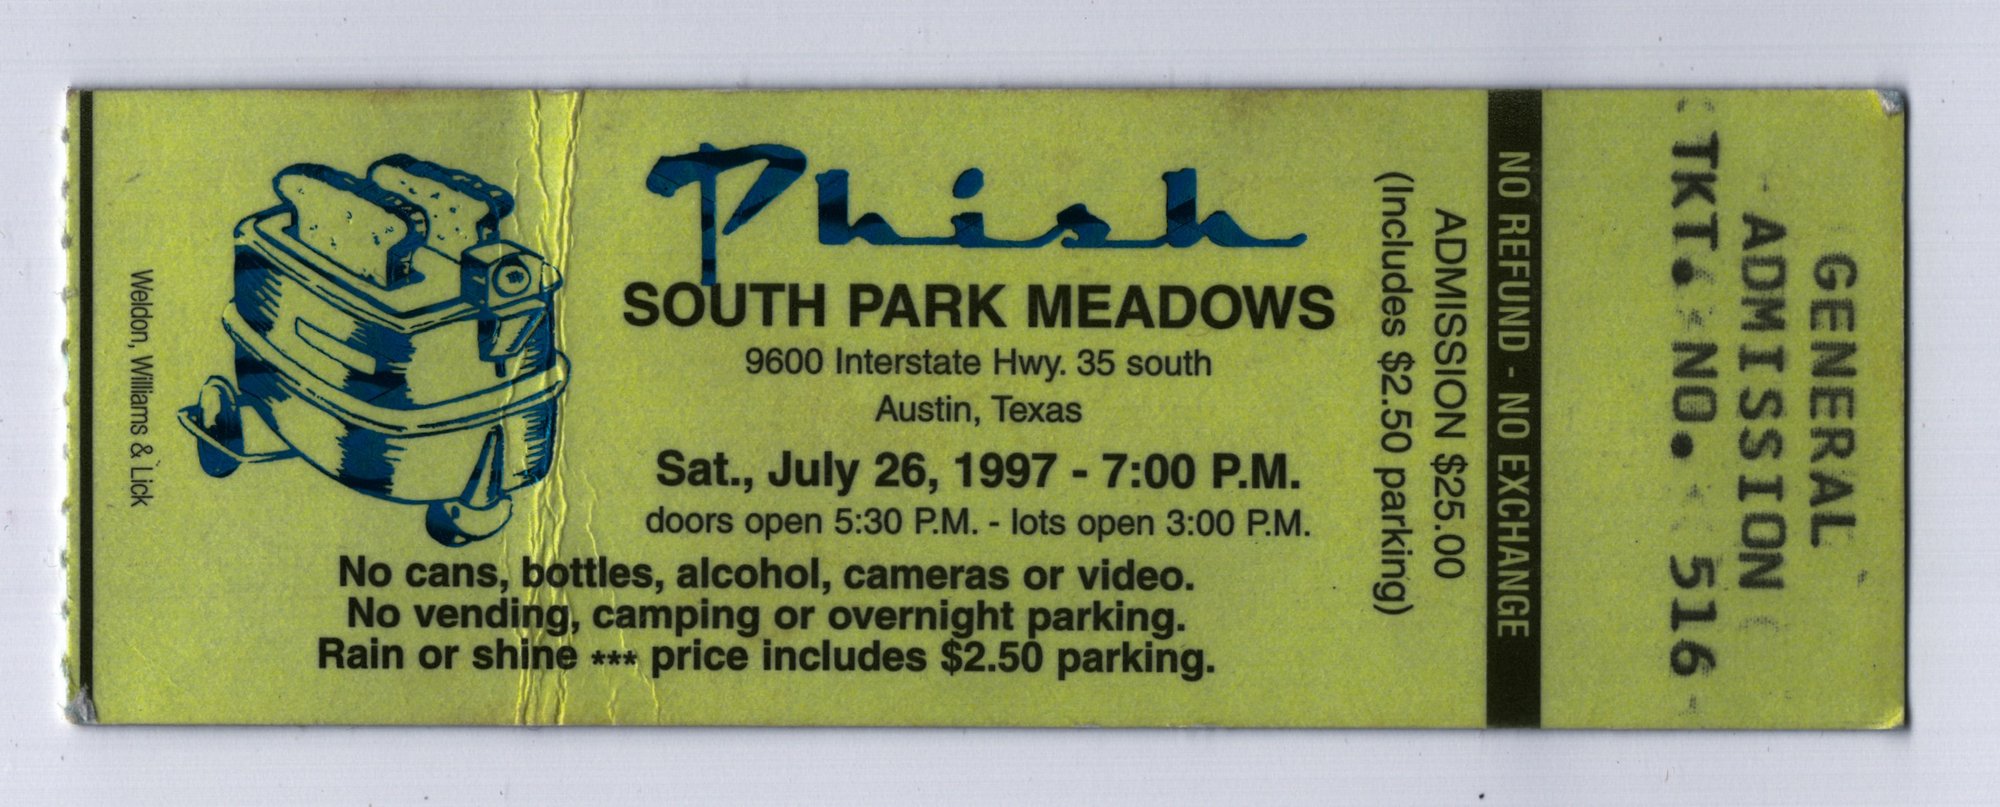 Phish
SOUTH PARK MEADOWS
9600 Interstate Hwy. 35 south
Austin, Texas
Sat., July 26, 1997 - 7:00 P.M.
doors open 5:30 P.M. - lots open 3:00 P.M.
No cans, bottles, alcohol, cameras or video.
No vending, camping or overnight parking.
Rain or shine *** price includes $2.50 parking.
Weldon, Williams & Lick
ADMISSION $25.00
(Includes $2.50 parking)
NO REFUND - NO EXCHANGE
GENERAL
ADMISSION
TKT. NO. 516